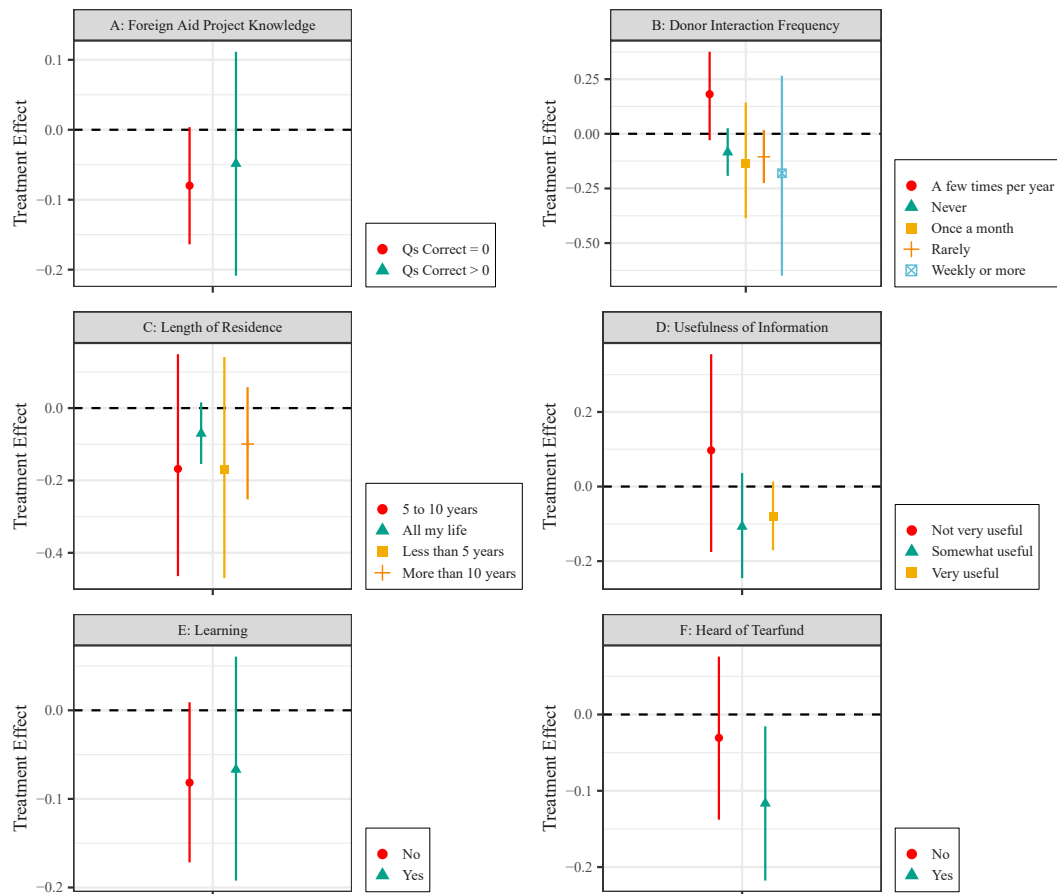 A: Foreign Aid Project Knowledge
Treatment Effect
0.1
0.0
−0.1
−0.2
Qs Correct = 0
Qs Correct > 0
B: Donor Interaction Frequency
Treatment Effect
0.25
0.00
−0.25
−0.50
A few times per year
Never
Once a month
Rarely
Weekly or more
C: Length of Residence
Treatment Effect
0.0
−0.2
−0.4
5 to 10 years
All my life
Less than 5 years
More than 10 years
D: Usefulness of Information
Treatment Effect
0.2
0.0
−0.2
Not very useful
Somewhat useful
Very useful
E: Learning
Treatment Effect
0.0
−0.1
−0.2
No
Yes
F: Heard of Tearfund
Treatment Effect
0.0
−0.1
−0.2
No
Yes